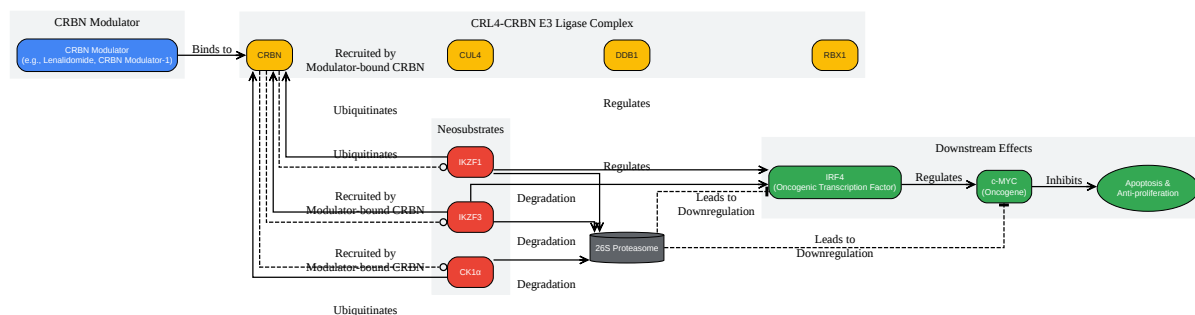 CRBN Modulator
CRL4-CRBN E3 Ligase Complex
CRBN Modulator
(e.g., Lenalidomide, CRBN Modulator-1)
Binds to
CRBN
Recruited by
Modulator-bound CRBN
CUL4
DDB1
RBX1
Ubiquitinates
Regulates
Neosubstrates
Ubiquitinates
IKZF1
Regulates
Downstream Effects
IRF4
(Oncogenic Transcription Factor)
Regulates
c-MYC
(Oncogene)
Inhibits
Apoptosis &
Anti-proliferation
Recruited by
Modulator-bound CRBN
IKZF3
Degradation
Leads to
Downregulation
Degradation
26S Proteasome
Leads to
Downregulation
Recruited by
Modulator-bound CRBN
CK1α
Degradation
Ubiquitinates